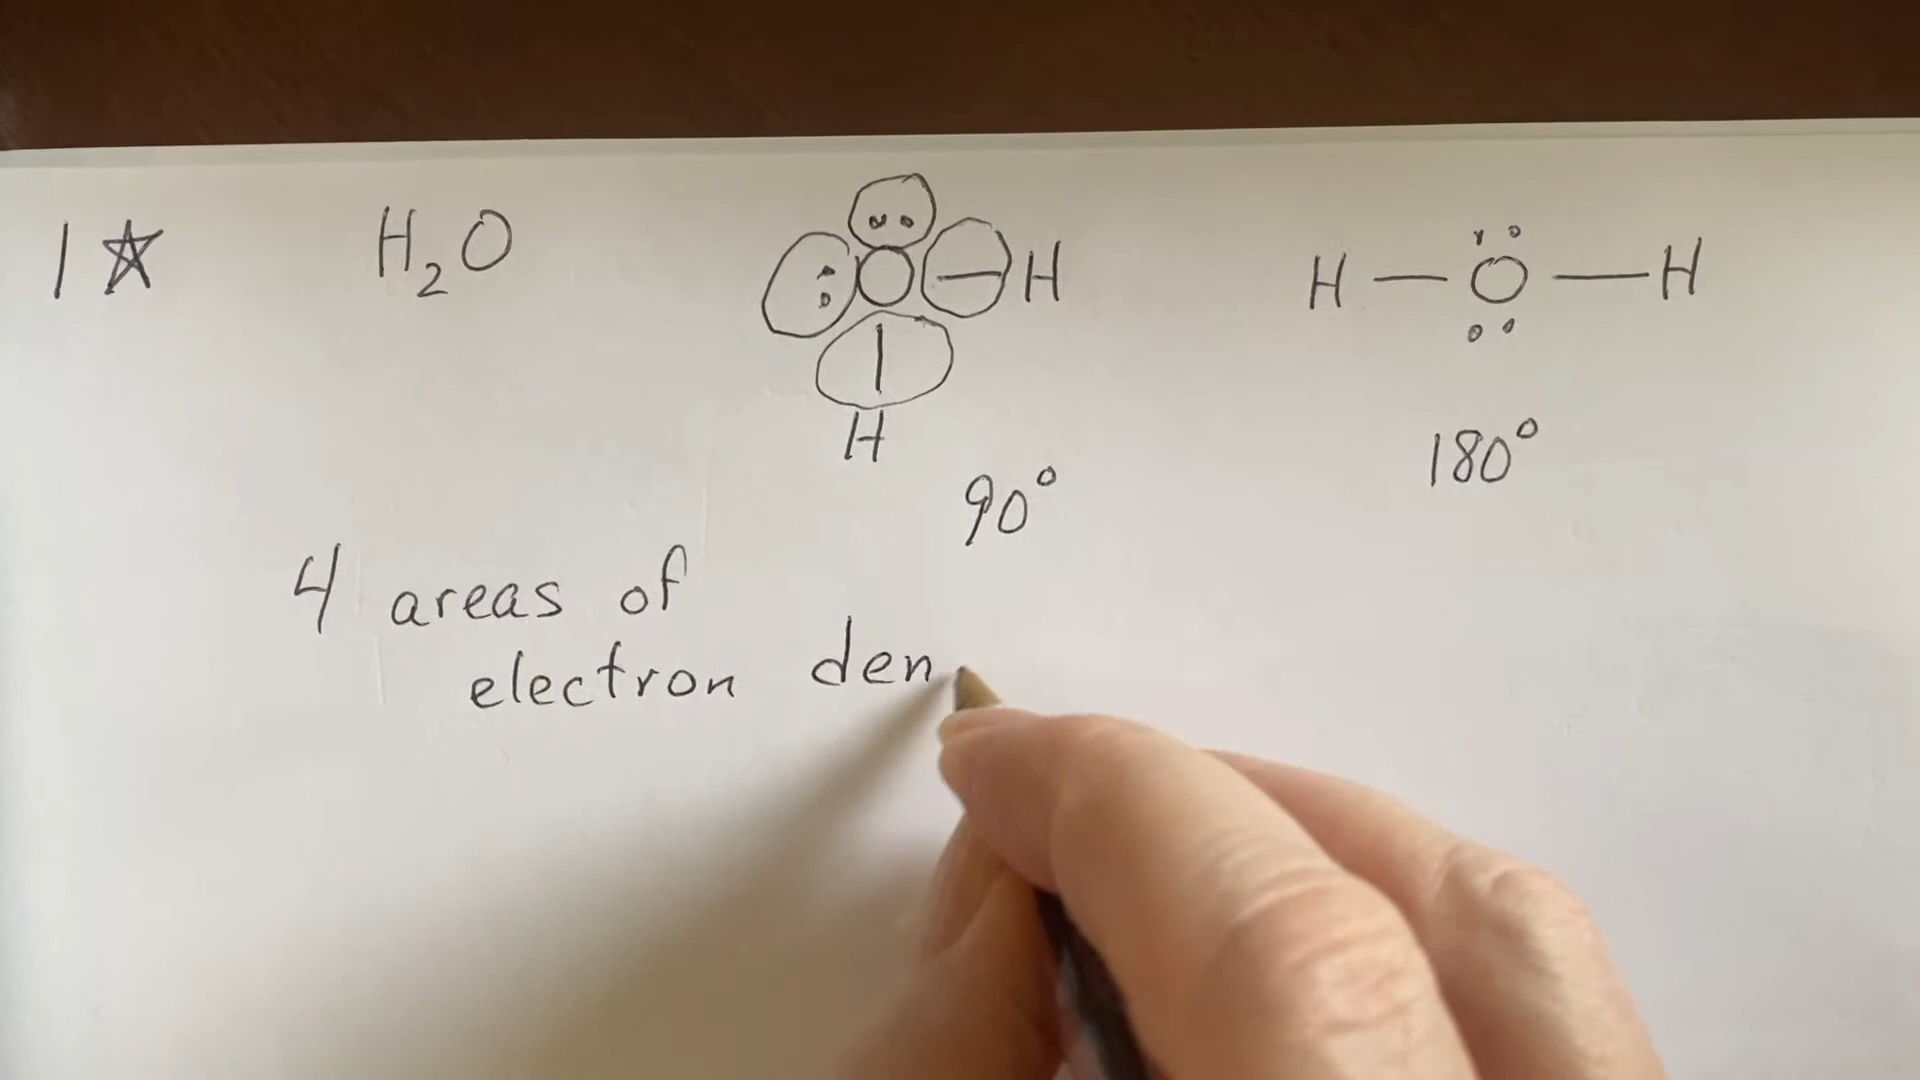 1 ☆ H₂O
O H
H
H — O — H
90°
180°
4 areas of
electron den